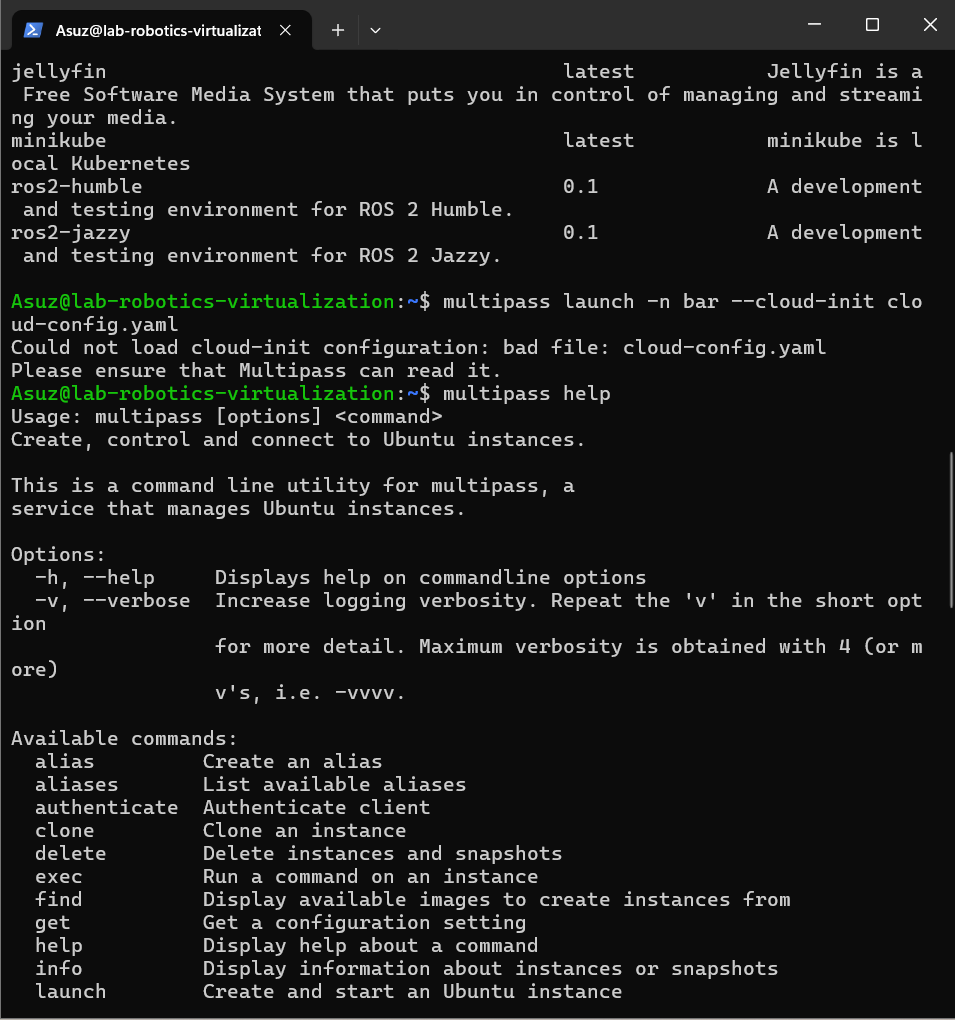 Asuz@lab-robotics-virtualizat
jellyfin latest Jellyfin is a
Free Software Media System that puts you in control of managing and streami
ng your media.
minikube latest minikube is l
ocal Kubernetes
ros2-humble 0.1 A development
and testing environment for ROS 2 Humble.
ros2-jazzy 0.1 A development
and testing environment for ROS 2 Jazzy.
Asuz@lab-robotics-virtualization:~$ multipass launch -n bar --cloud-init clo
ud-config.yaml
Could not load cloud-init configuration: bad file: cloud-config.yaml
Please ensure that Multipass can read it.
Asuz@lab-robotics-virtualization:~$ multipass help
Usage: multipass [options] <command>
Create, control and connect to Ubuntu instances.
This is a command line utility for multipass, a
service that manages Ubuntu instances.
Options:
-h, --help Displays help on commandline options
-v, --verbose Increase logging verbosity. Repeat the 'v' in the short opt
ion
for more detail. Maximum verbosity is obtained with 4 (or m
ore)
v's, i.e. -vvvv.
Available commands:
alias Create an alias
aliases List available aliases
authenticate Authenticate client
clone Clone an instance
delete Delete instances and snapshots
exec Run a command on an instance
find Display available images to create instances from
get Get a configuration setting
help Display help about a command
info Display information about instances or snapshots
launch Create and start an Ubuntu instance